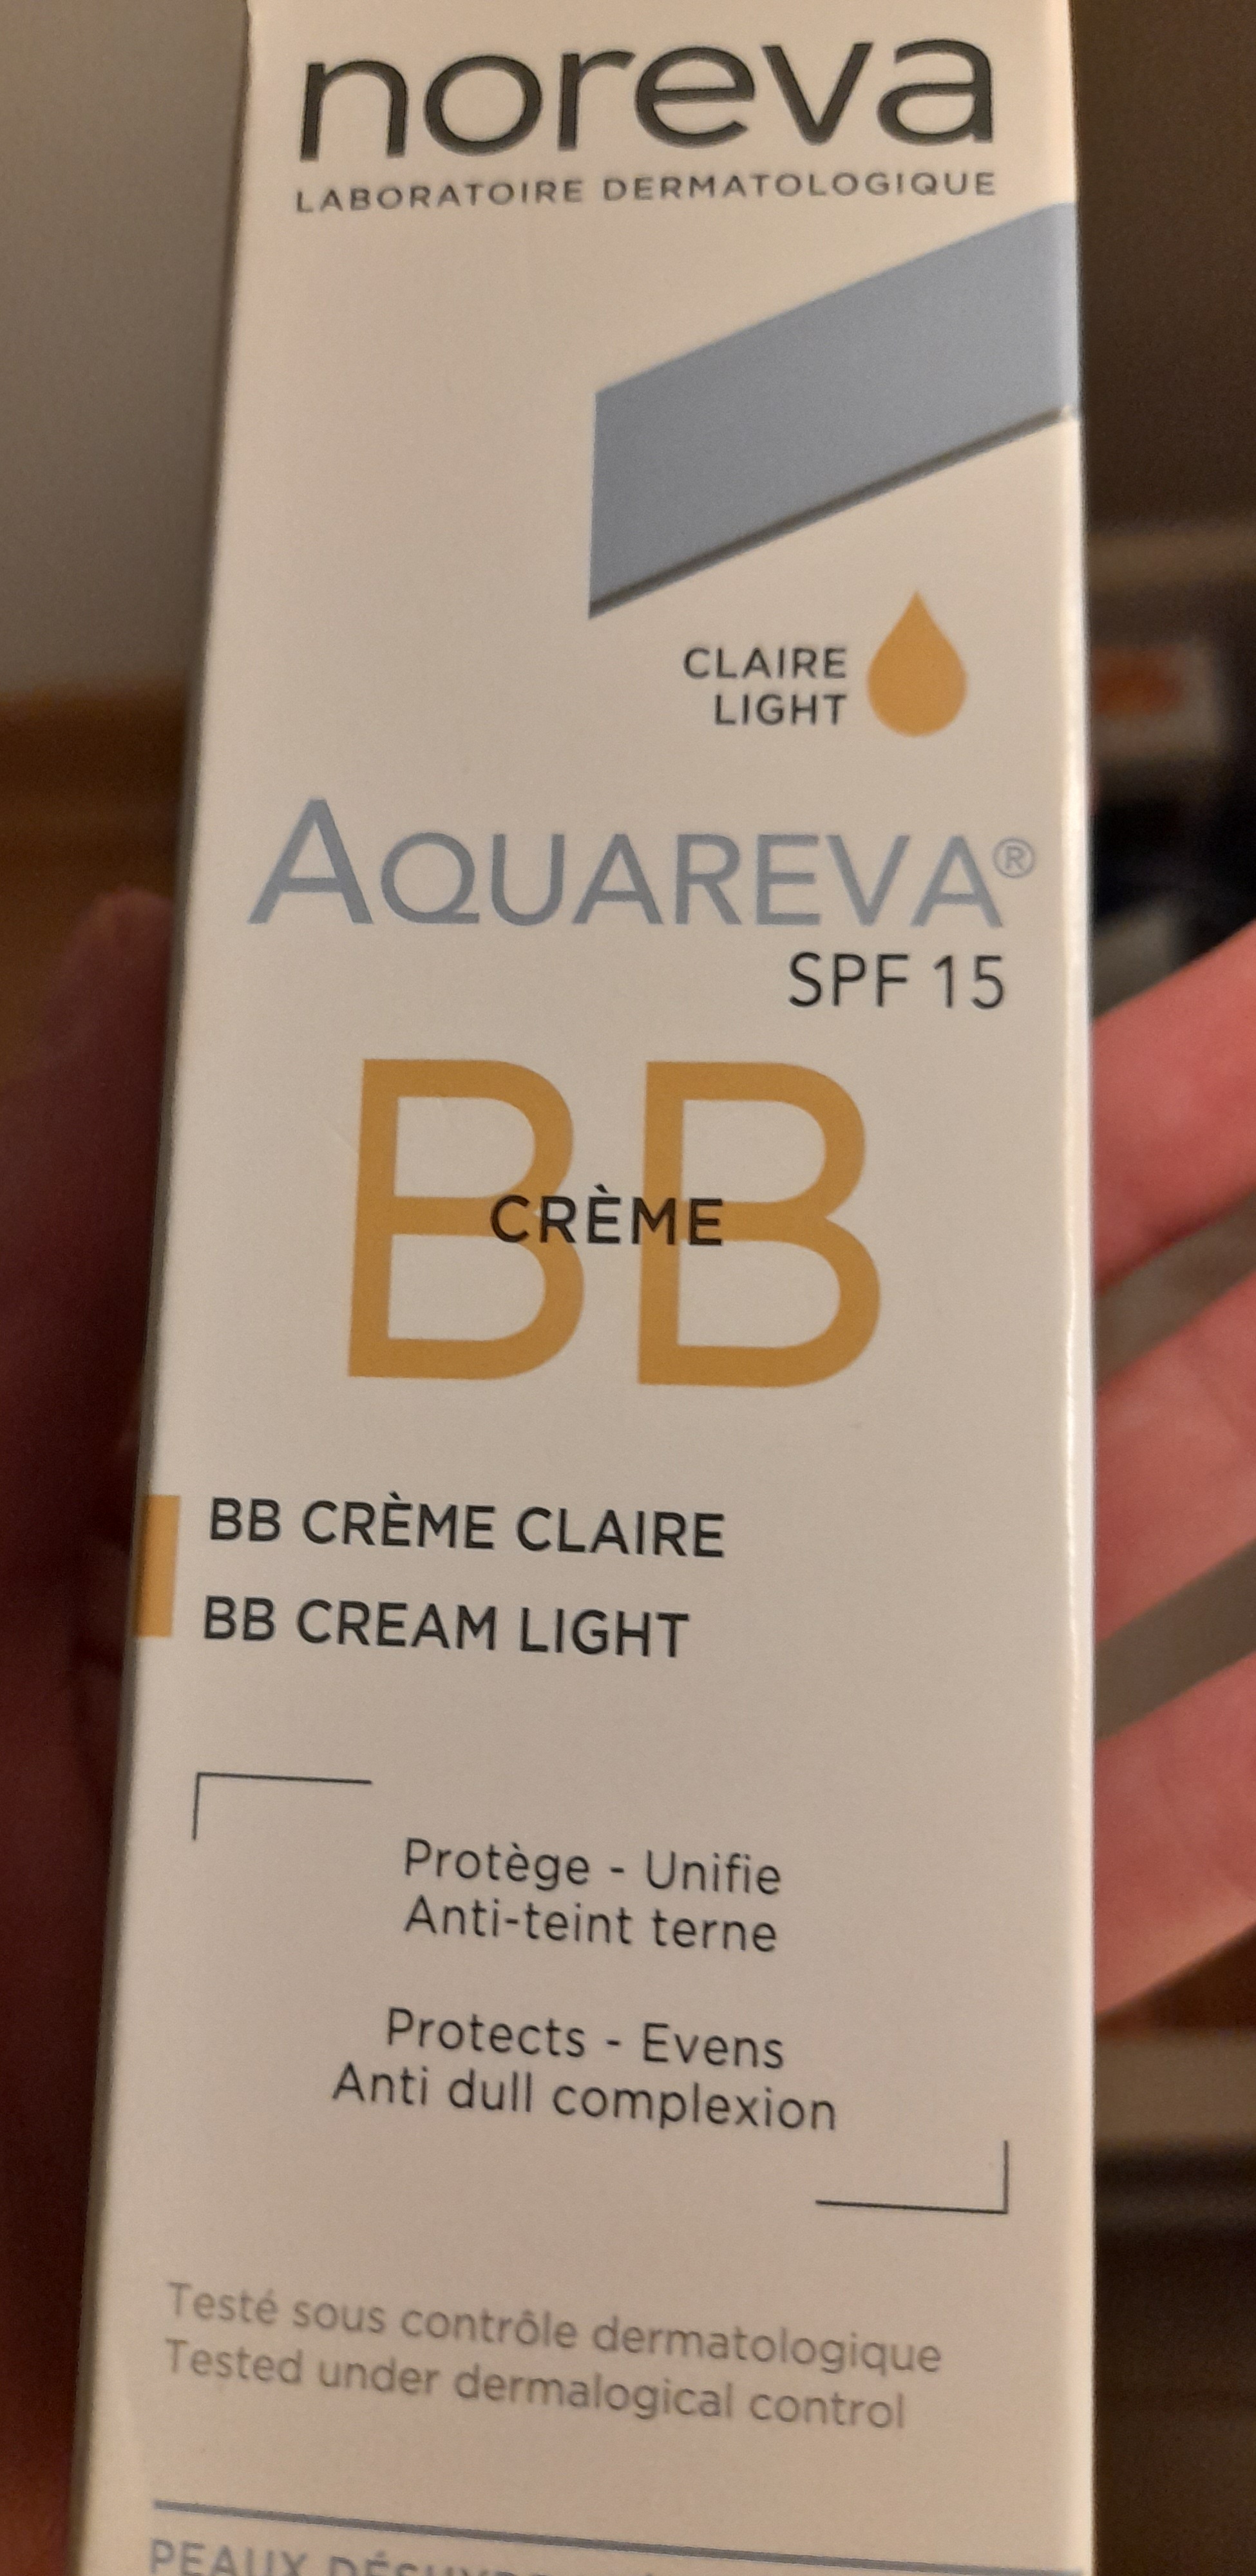 noreva
LABORATOIRE DERMATOLOGIQUE
CLAIRE
LIGHT
AQUAREVA®
SPF 15
BB
CRÈME
BB CRÈME CLAIRE
BB CREAM LIGHT
Protège - Unifie
Anti-teint terne
Protects - Evens
Anti dull complexion
Testé sous contrôle dermatologique
Tested under dermalogical control
PEAUX